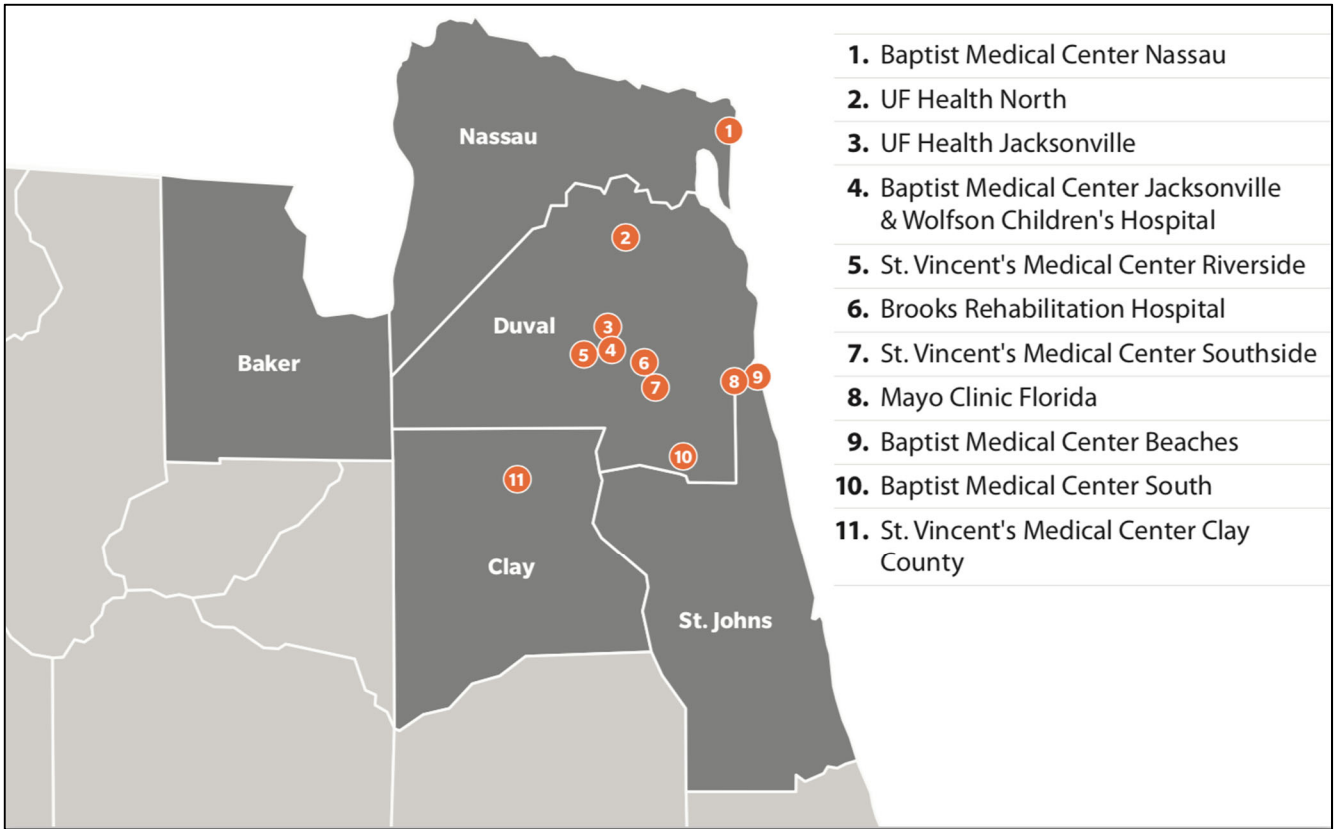 Nassau
1
2
Duval
3
4
5
6
7
8
9
Baker
10
11
Clay
St. Johns
1. Baptist Medical Center Nassau
2. UF Health North
3. UF Health Jacksonville
4. Baptist Medical Center Jacksonville
& Wolfson Children's Hospital
5. St. Vincent's Medical Center Riverside
6. Brooks Rehabilitation Hospital
7. St. Vincent's Medical Center Southside
8. Mayo Clinic Florida
9. Baptist Medical Center Beaches
10. Baptist Medical Center South
11. St. Vincent's Medical Center Clay
County